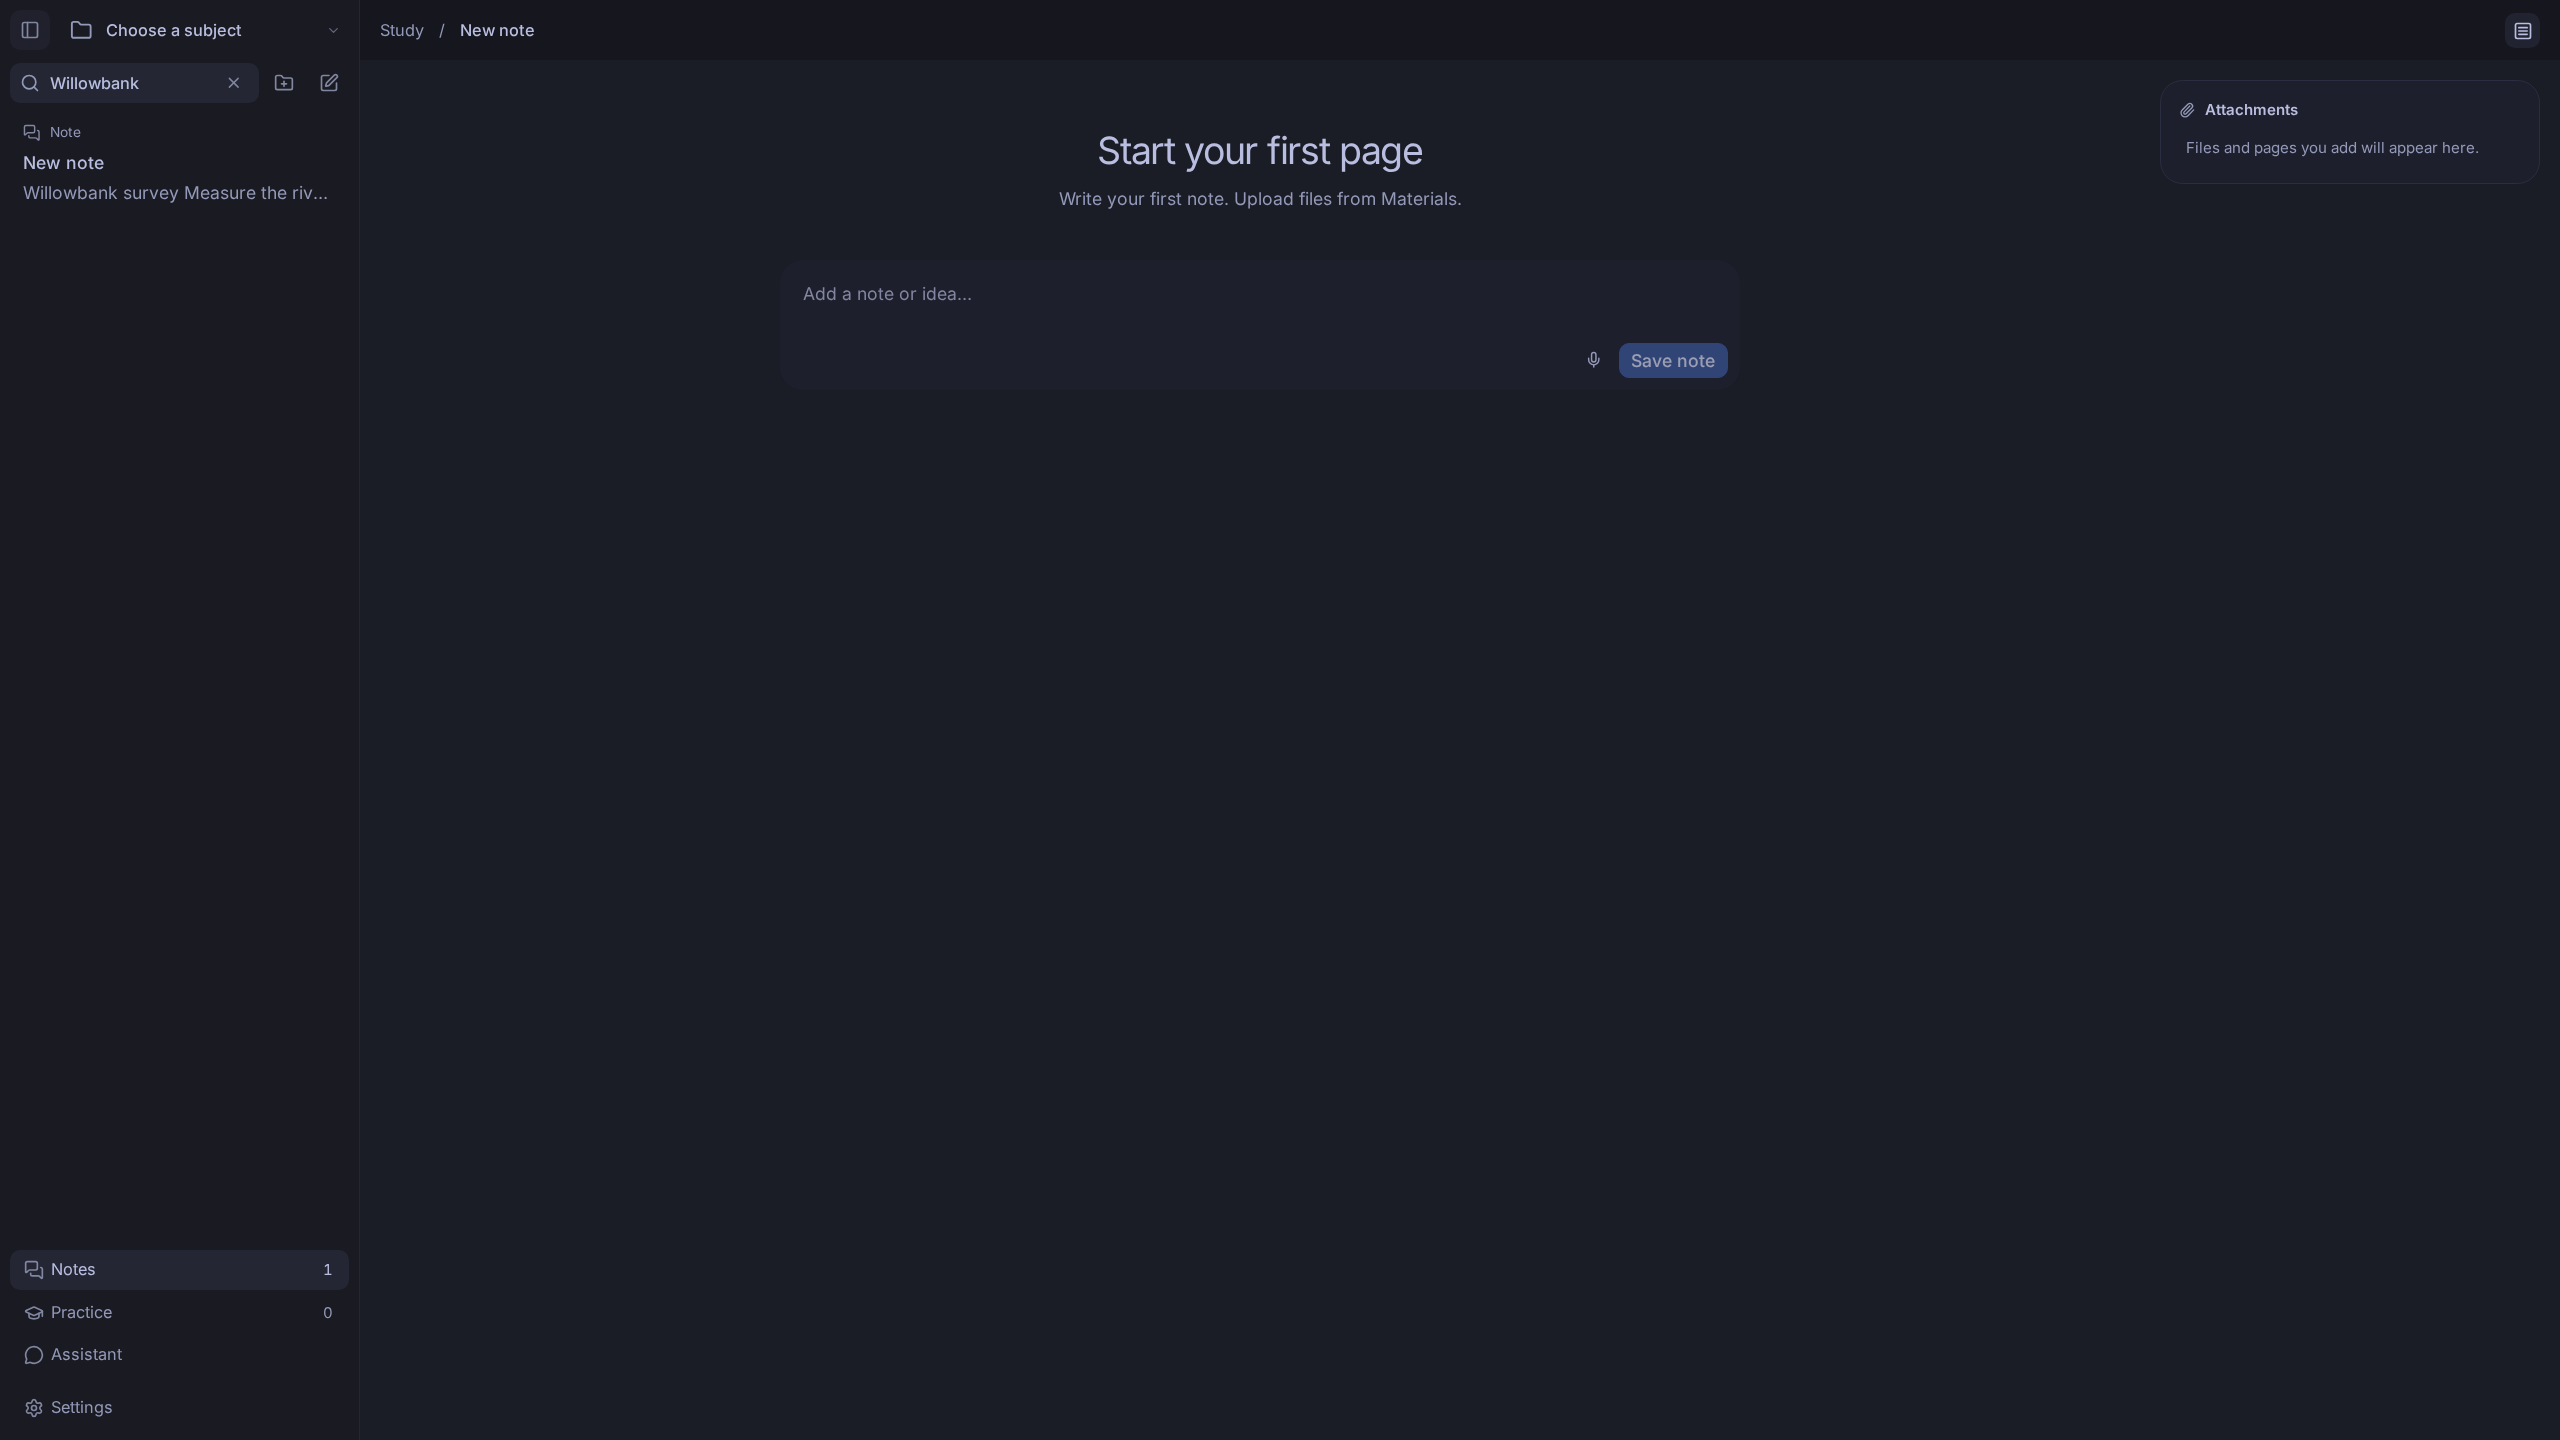 Choose a subject
Study / New note
Willowbank
Note
New note
Willowbank survey Measure the riv...
Start your first page
Write your first note. Upload files from Materials.
Add a note or idea...
Save note
Attachments
Files and pages you add will appear here.
Notes 1
Practice 0
Assistant
Settings